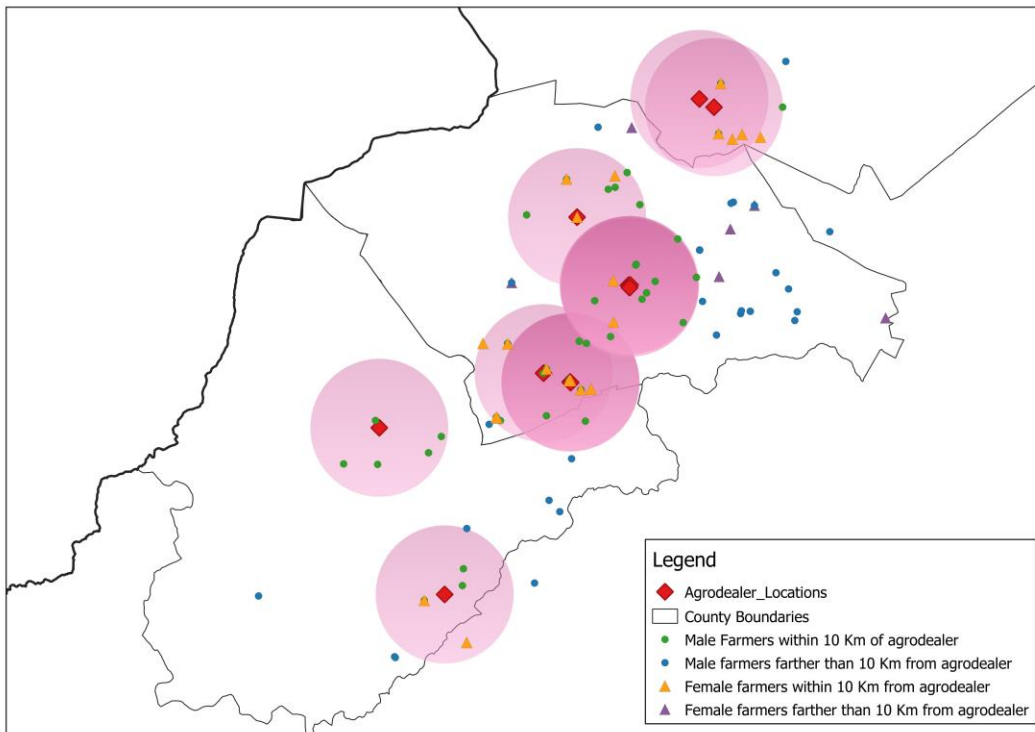 Legend
Agrodealer_Locations
County Boundaries
Male Farmers within 10 Km of agrodealer
Male farmers farther than 10 Km from agrodealer
Female farmers within 10 Km from agrodealer
Female farmers farther than 10 Km from agrodealer